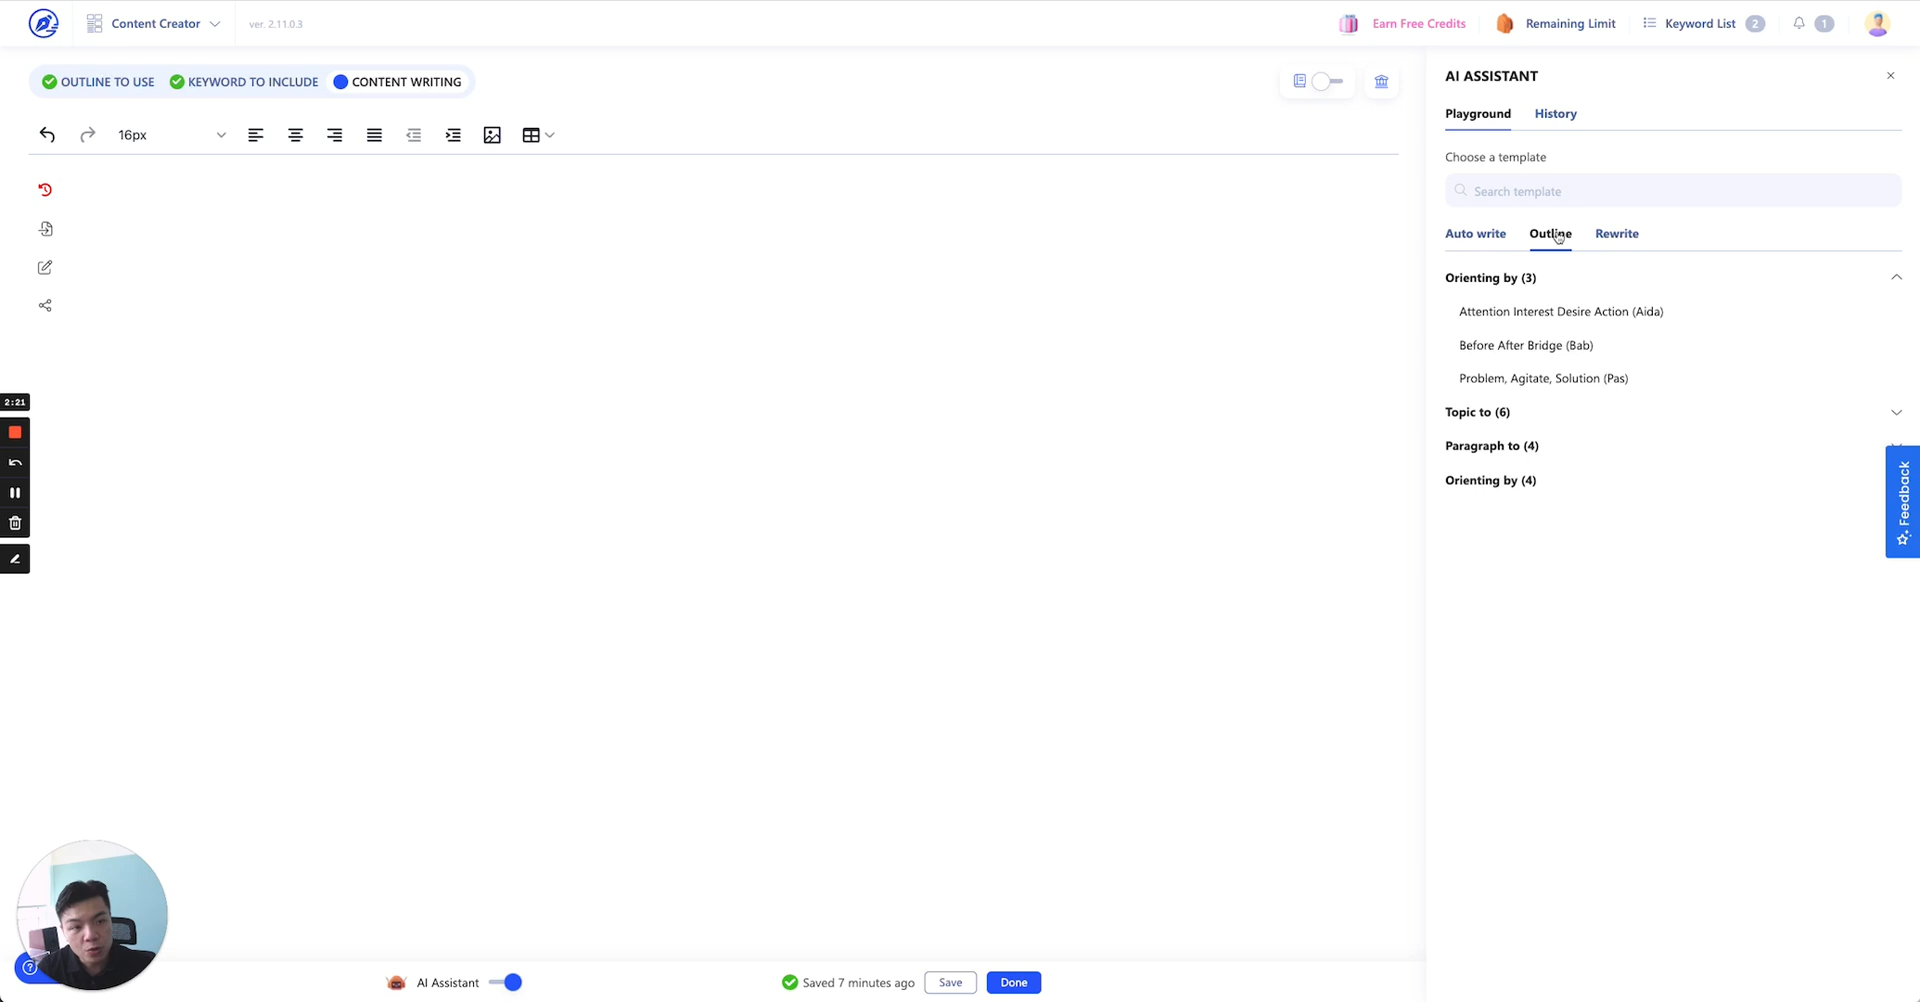 Content Creator
ver. 2.11.0.3
Earn Free Credits
Remaining Limit
Keyword List 2
1
OUTLINE TO USE
KEYWORD TO INCLUDE
CONTENT WRITING
16px
AI ASSISTANT
Playground
History
Choose a template
Search template
Auto write
Outline
Rewrite
Orienting by (3)
Attention Interest Desire Action (Aida)
Before After Bridge (Bab)
Problem, Agitate, Solution (Pas)
Topic to (6)
Paragraph to (4)
Orienting by (4)
2:21
Feedback
AI Assistant
Saved 7 minutes ago
Save
Done